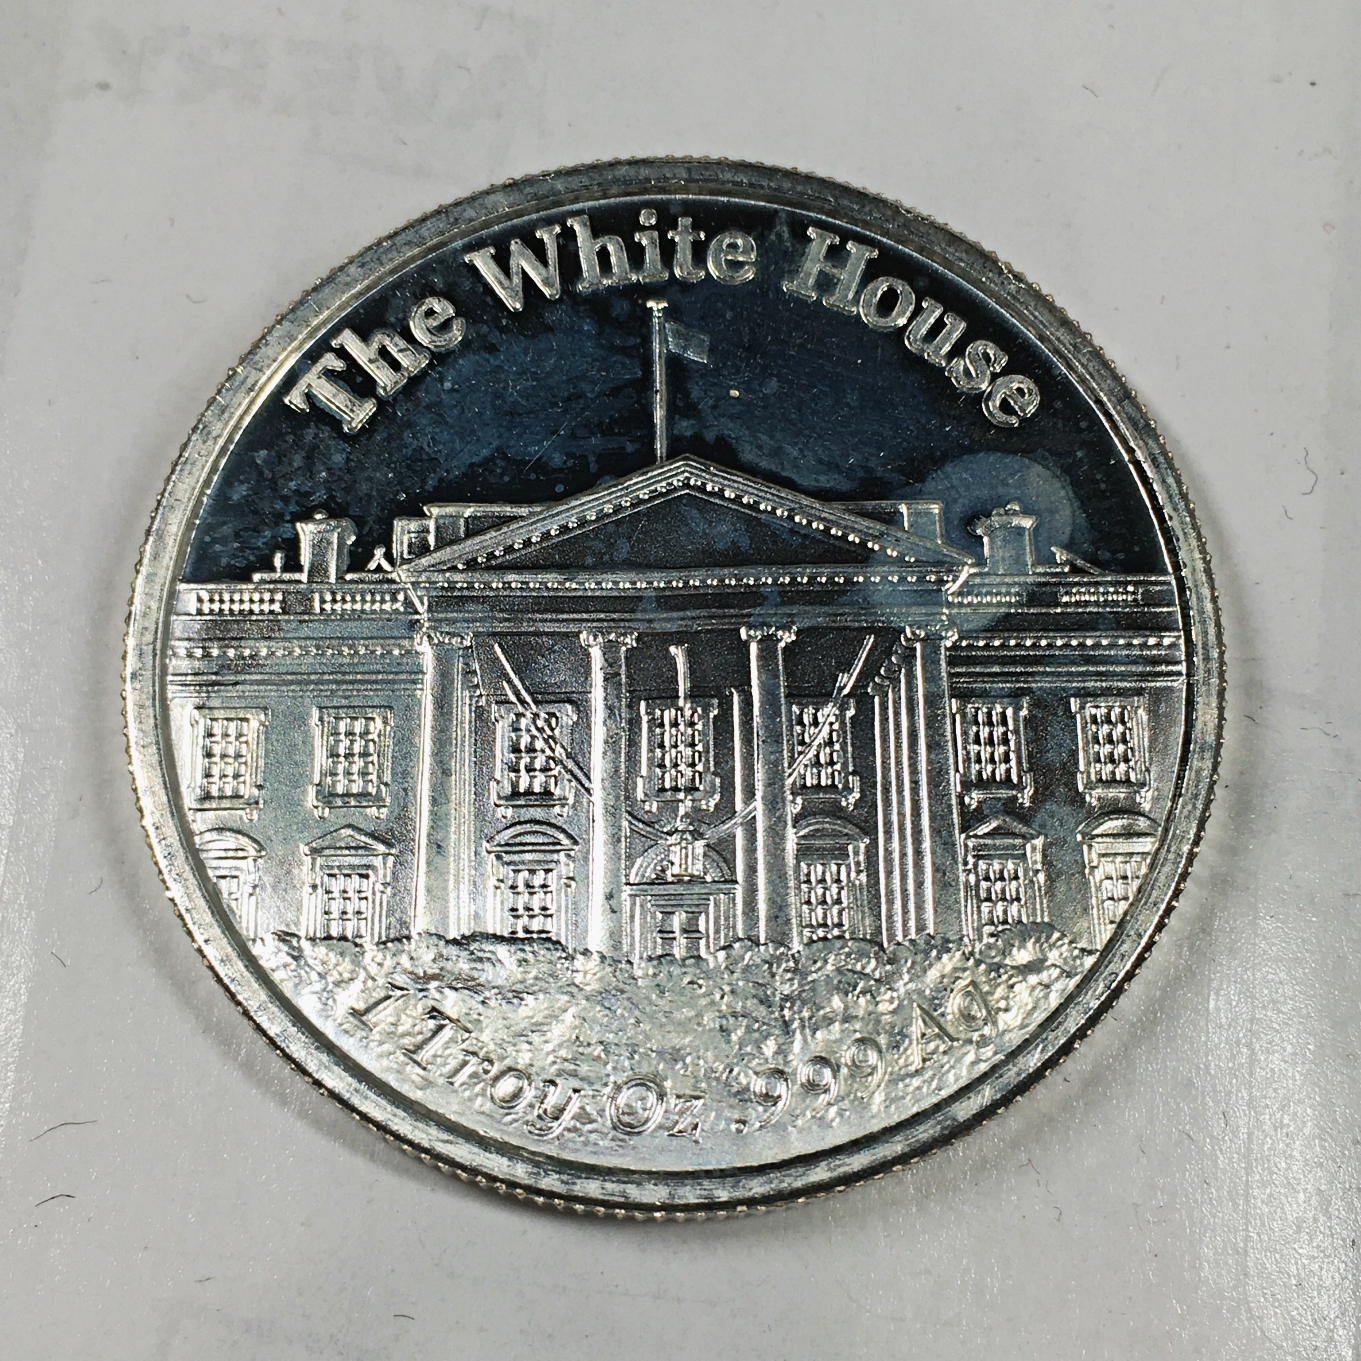 The White House
1 Troy Oz .999 Ag